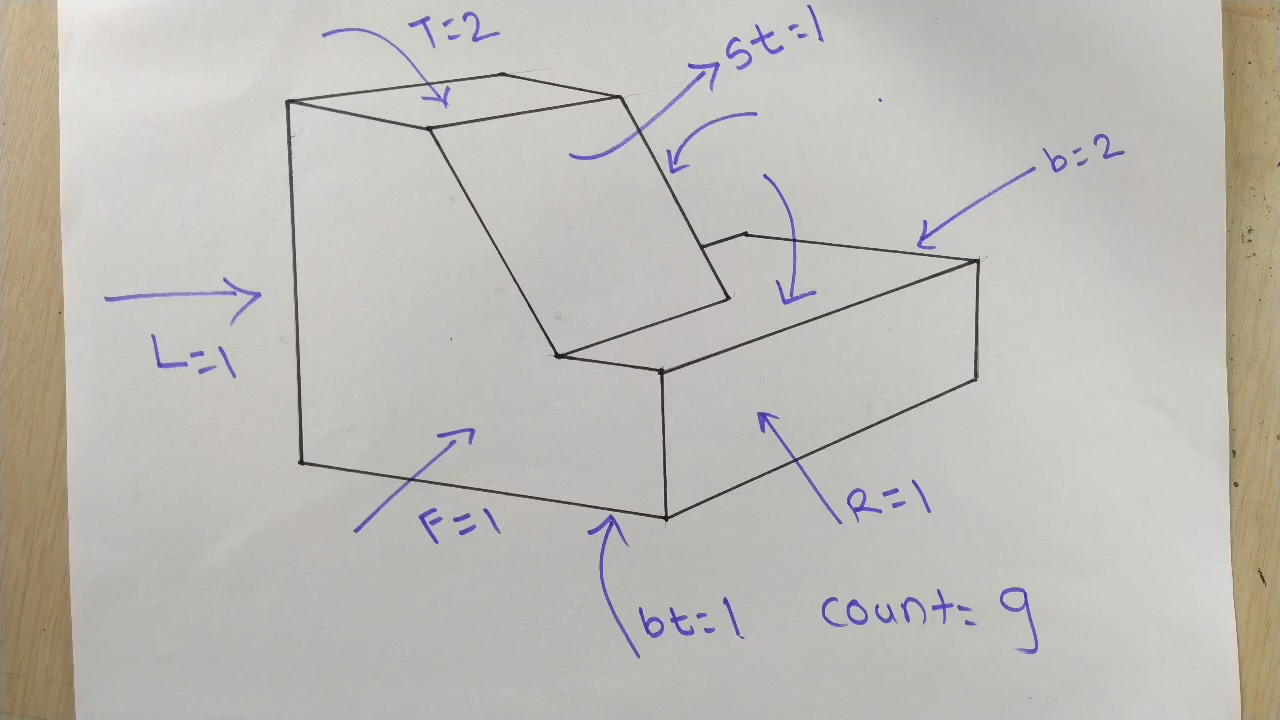 T=2
St=1
b=2
L=1
F=1
R=1
bt=1
count= 9